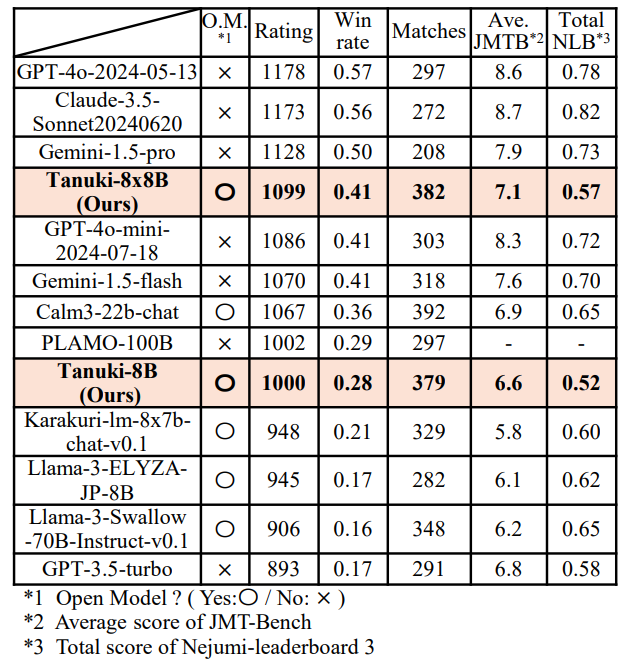 O.M. *1 Rating Win rate Matches Ave. JMTB*2 Total NLB*3
GPT-4o-2024-05-13 × 1178 0.57 297 8.6 0.78
Claude-3.5-Sonnet20240620 × 1173 0.56 272 8.7 0.82
Gemini-1.5-pro × 1128 0.50 208 7.9 0.73
Tanuki-8x8B (Ours) 〇 1099 0.41 382 7.1 0.57
GPT-4o-mini-2024-07-18 × 1086 0.41 303 8.3 0.72
Gemini-1.5-flash × 1070 0.41 318 7.6 0.70
Calm3-22b-chat 〇 1067 0.36 392 6.9 0.65
PLAMO-100B × 1002 0.29 297 - -
Tanuki-8B (Ours) 〇 1000 0.28 379 6.6 0.52
Karakuri-lm-8x7b-chat-v0.1 〇 948 0.21 329 5.8 0.60
Llama-3-ELYZA-JP-8B 〇 945 0.17 282 6.1 0.62
Llama-3-Swallow-70B-Instruct-v0.1 〇 906 0.16 348 6.2 0.65
GPT-3.5-turbo × 893 0.17 291 6.8 0.58
*1 Open Model ? ( Yes:〇 / No: × )
*2 Average score of JMT-Bench
*3 Total score of Nejumi-leaderboard 3